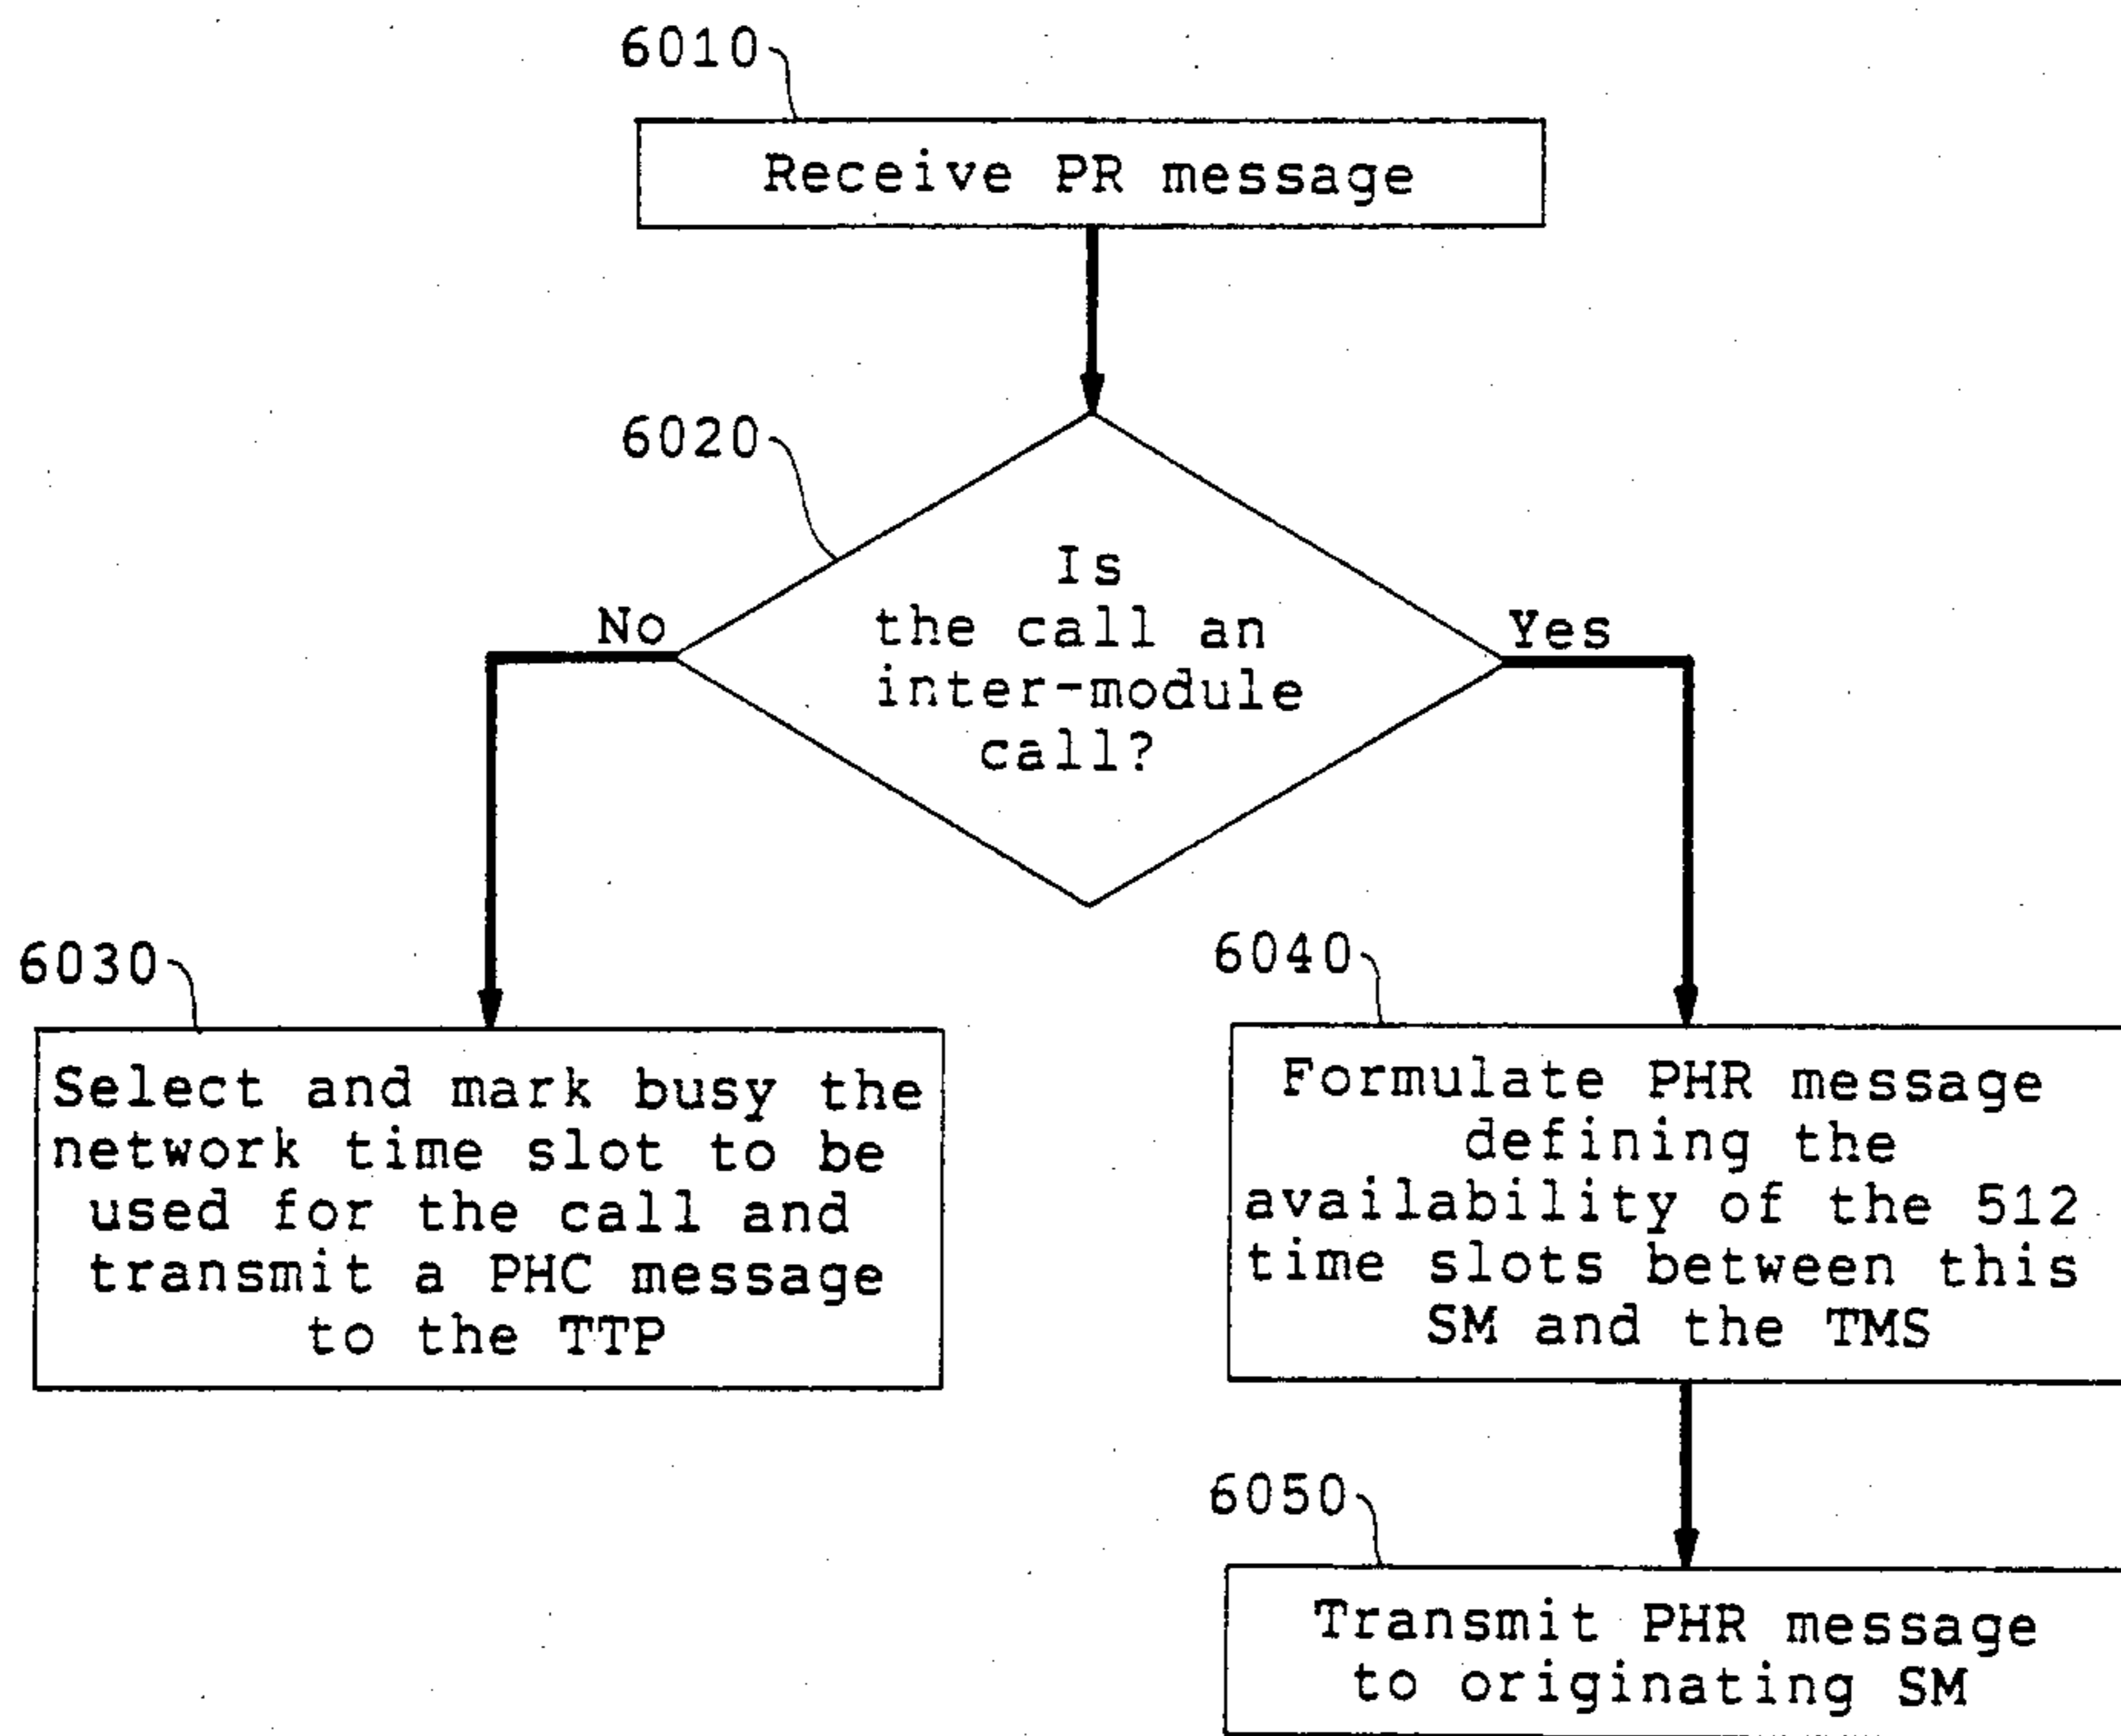 6010
Receive PR message
6020
Is
the call an
inter-module
call?
No
Yes
6030
Select and mark busy the
network time slot to be
used for the call and
transmit a PHC message
to the TTP
6040
Formulate PHR message
defining the
availability of the 512
time slots between this
SM and the TMS
6050
Transmit PHR message
to originating SM